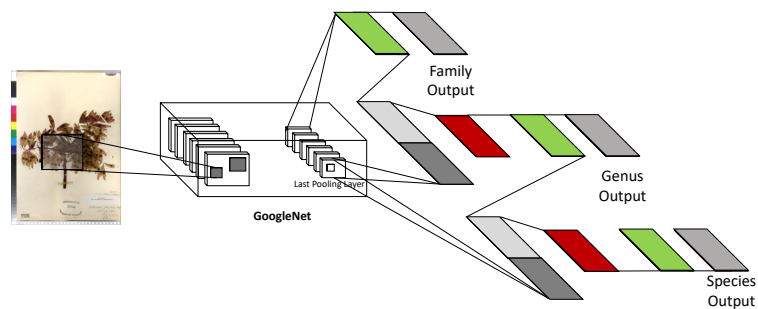 Family
Output
Last Pooling Layer
Genus
Output
GoogleNet
Species
Output